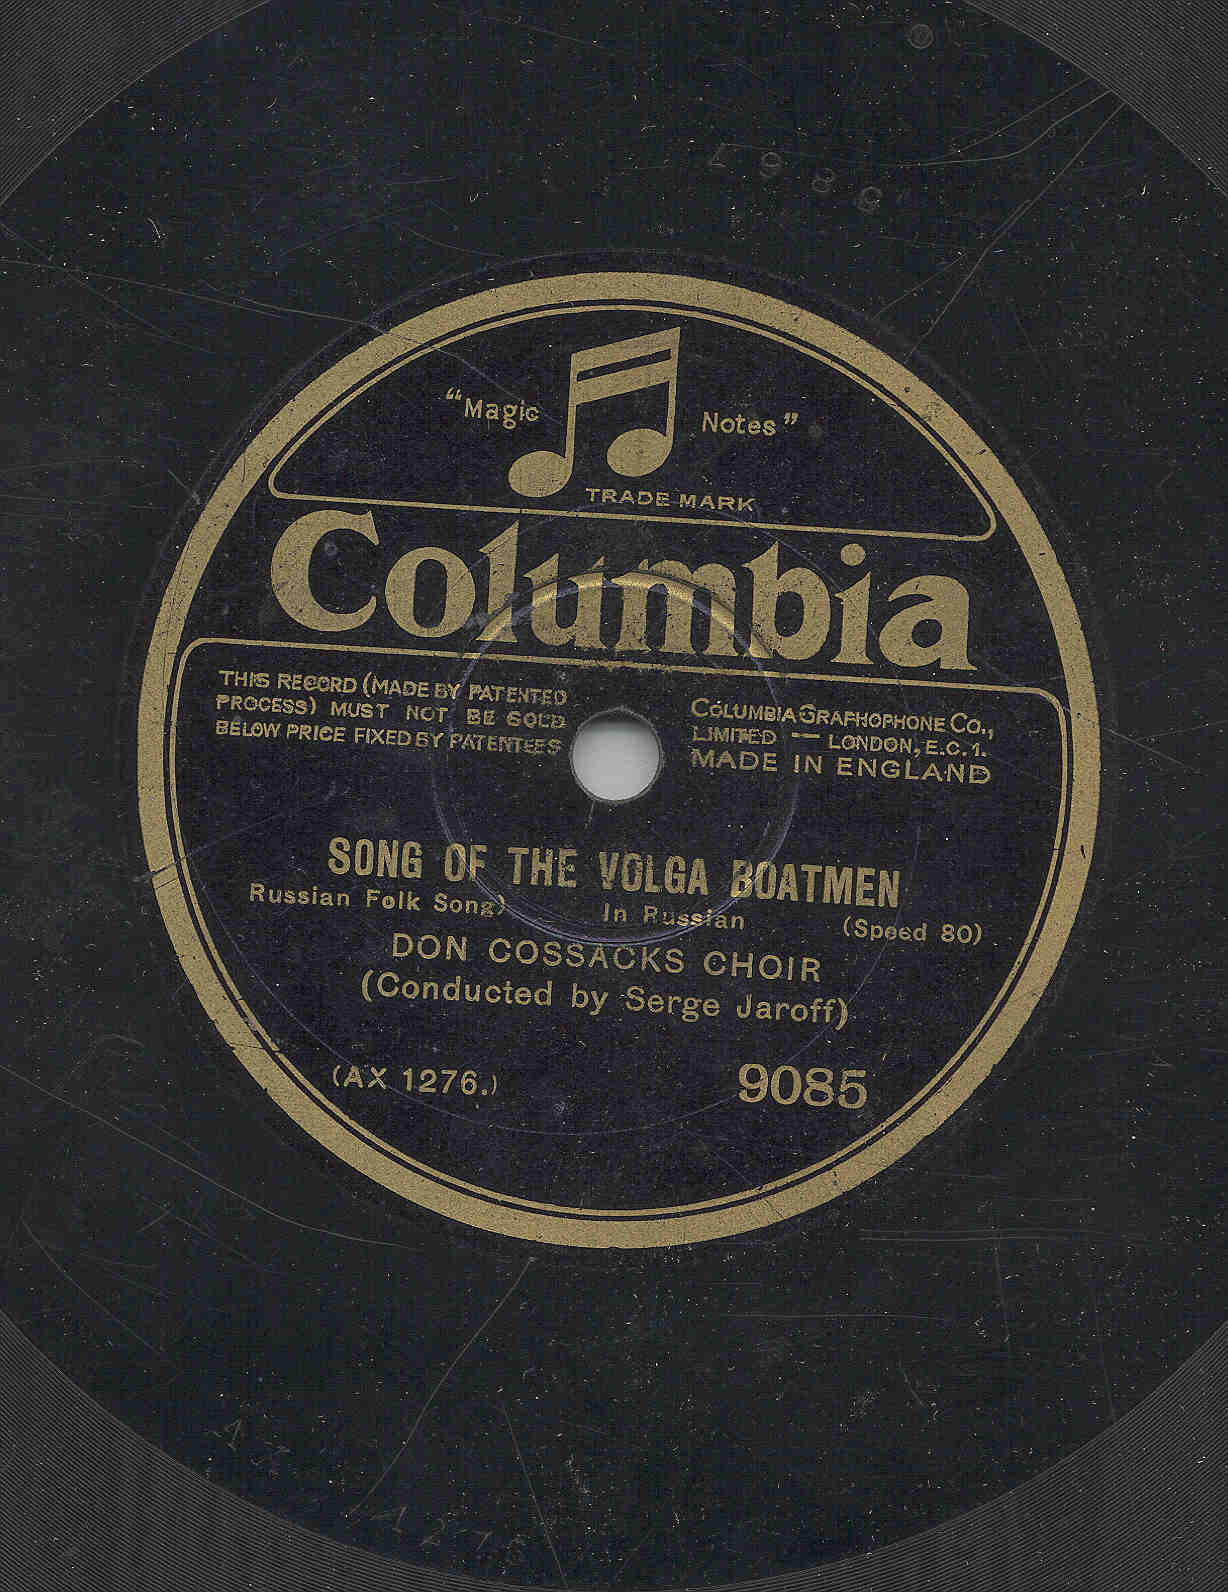 "Magic Notes"
TRADE MARK
Columbia
THIS RECORD (MADE BY PATENTED
PROCESS) MUST NOT BE SOLD
BELOW PRICE FIXED BY PATENTEES
COLUMBIA GRAPHOPHONE CO.,
LIMITED — LONDON, E.C.1.
MADE IN ENGLAND
SONG OF THE VOLGA BOATMEN
Russian Folk Song) In Russian (Speed 80)
DON COSSACKS CHOIR
(Conducted by Serge Jaroff)
(AX 1276.) 9085